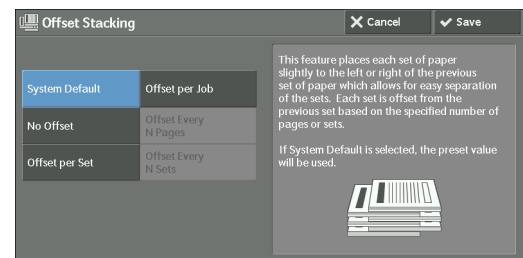 Offset Stacking
Cancel
Save
System Default
Offset per Job
No Offset
Offset Every
N Pages
Offset per Set
Offset Every
N Sets
This feature places each set of paper
slightly to the left or right of the previous
set of paper which allows for easy separation
of the sets. Each set is offset from the
previous set based on the specified number of
pages or sets.
If System Default is selected, the preset value
will be used.